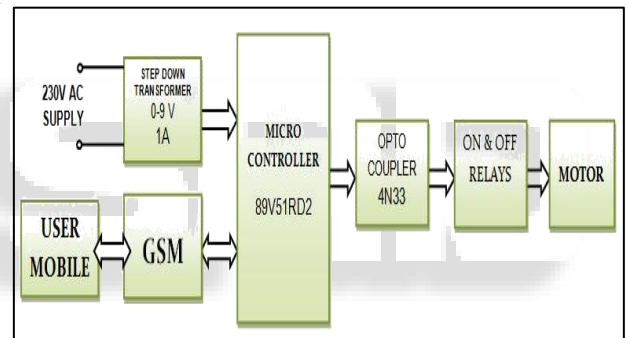 230V AC
SUPPLY
STEP DOWN
TRANSFORMER
0-9 V
1A
USER
MOBILE
GSM
MICRO
CONTROLLER
89V51RD2
OPTO
COUPLER
4N33
ON & OFF
RELAYS
MOTOR